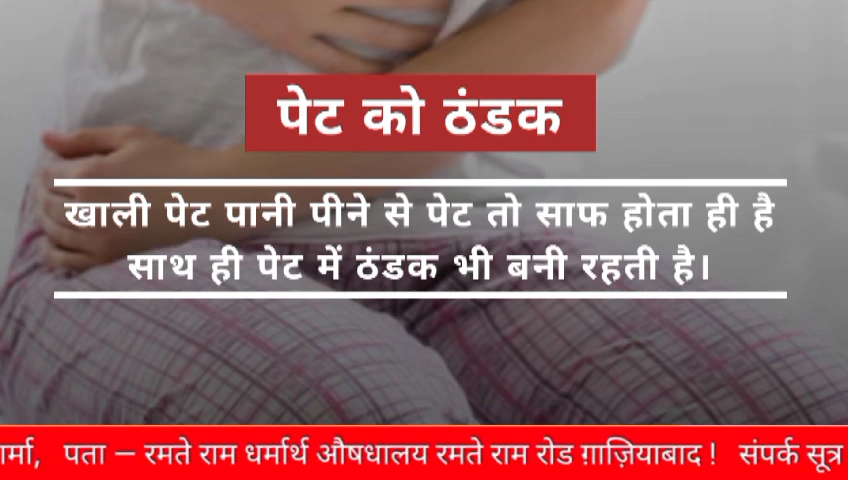 पेट को ठंडक
खाली पेट पानी पीने से पेट तो साफ होता ही है
साथ ही पेट में ठंडक भी बनी रहती है।
पता – रमते राम धर्मार्थ औषधालय रमते राम रोड ग़ाज़ियाबाद ! संपर्क सूत्र